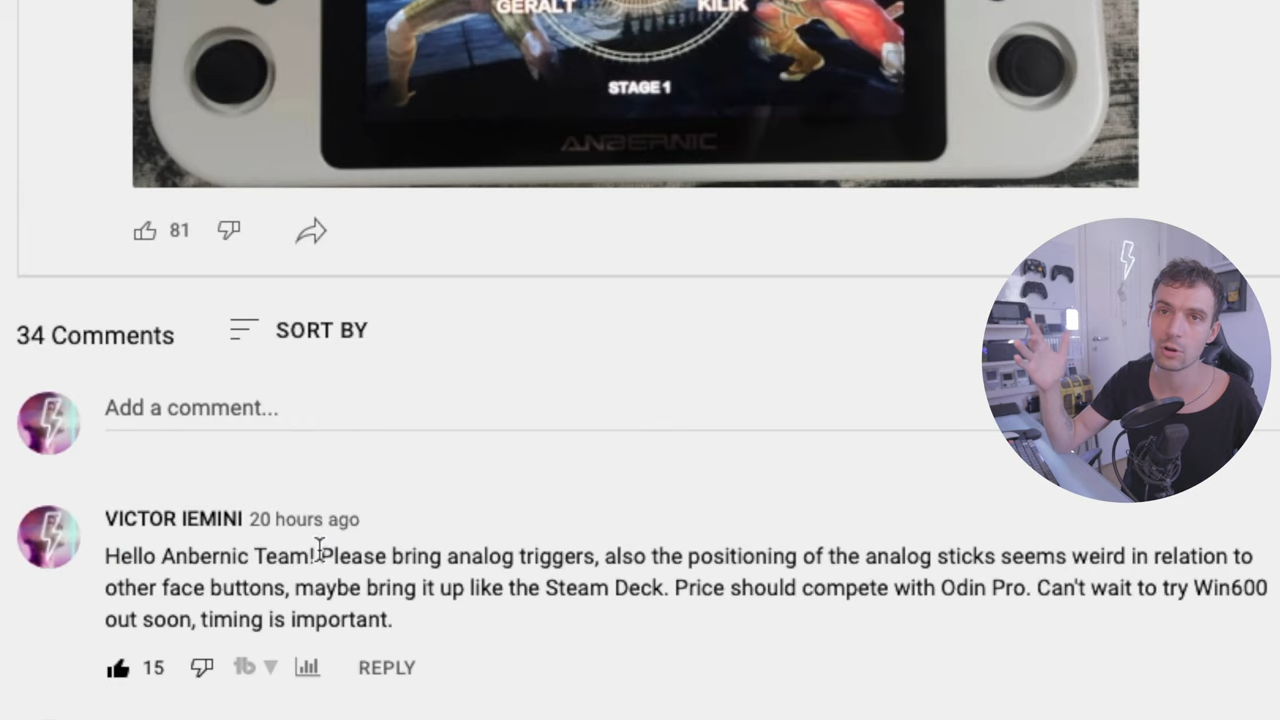 GERALT KILIK
STAGE 1
ANBERNIC
81
34 Comments SORT BY
Add a comment...
VICTOR IEMINI 20 hours ago
Hello Anbernic Team! Please bring analog triggers, also the positioning of the analog sticks seems weird in relation to
other face buttons, maybe bring it up like the Steam Deck. Price should compete with Odin Pro. Can't wait to try Win600
out soon, timing is important.
15 tb REPLY